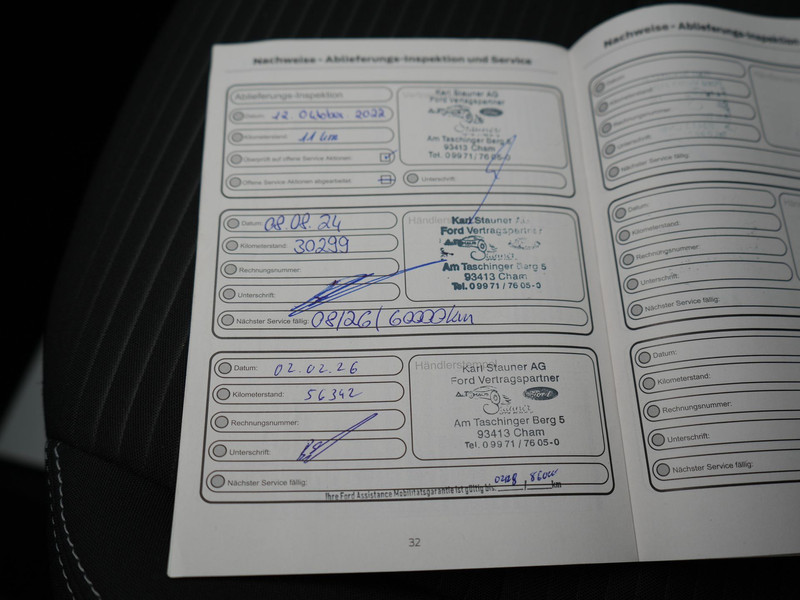 Nachweise - Ablieferungs-Inspektion und Service
Ablieferungs-Inspektion
Datum: 12 Oktober 2022
Kilometerstand: 11 km
Überprüft auf offene Service Aktionen:
Offene Service Aktionen abgearbeitet:
Unterschrift:
Karl Stauner AG
Ford Vertragspartner
Stauner
Am Taschinger Berg 5
93413 Cham
Tel. 09971/7605-0
Datum: 08.08.24
Kilometerstand: 30299
Rechnungsnummer:
Unterschrift:
Nächster Service fällig: 08/26/60000km
Karl Stauner AG
Ford Vertragspartner
Stauner
Am Taschinger Berg 5
93413 Cham
Tel. 09971/7605-0
Datum: 02.02.26
Kilometerstand: 56342
Rechnungsnummer:
Unterschrift:
Nächster Service fällig:
Händlerstempel
Karl Stauner AG
Ford Vertragspartner
Stauner
Ford
Am Taschinger Berg 5
93413 Cham
Tel. 09971/7605-0
Ihre Ford Assistance Mobilitätsgarantie ist gültig bis km
32
Nachweise - Ablieferungs-Inspektion
Datum:
Kilometerstand:
Rechnungsnummer:
Unterschrift:
Nächster Service fällig:
Datum:
Kilometerstand:
Rechnungsnummer:
Unterschrift:
Nächster Service fällig:
Datum:
Kilometerstand:
Rechnungsnummer:
Unterschrift:
Nächster Service fällig: